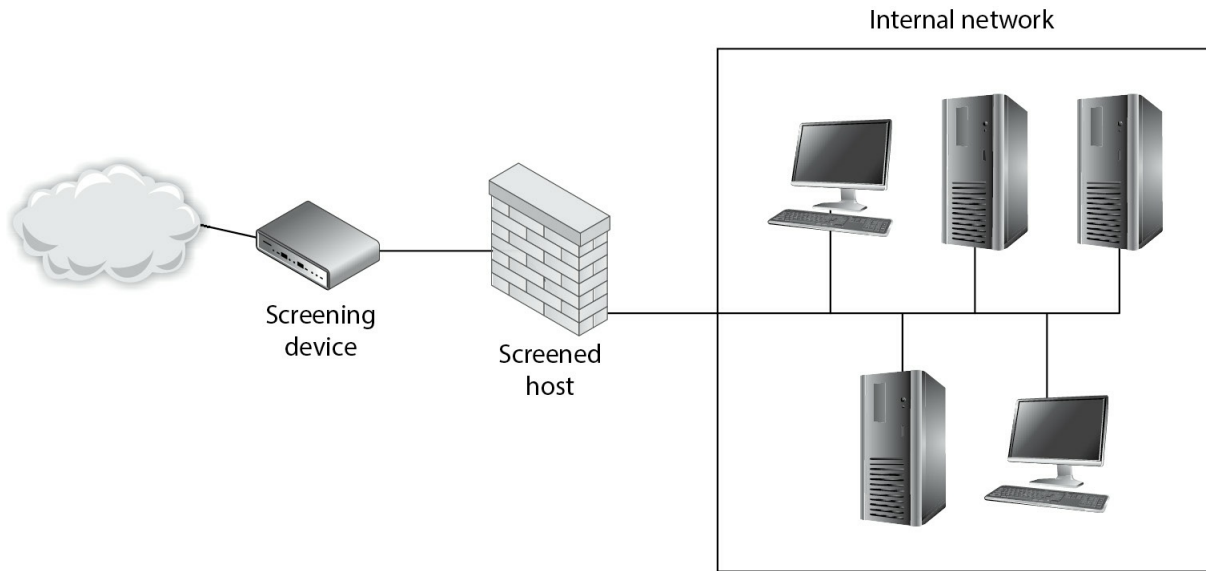 Internal network
Screening
device
Screened
host